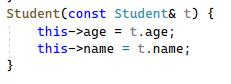 Student(const Student& t) {
    this->age = t.age;
    this->name = t.name;
}